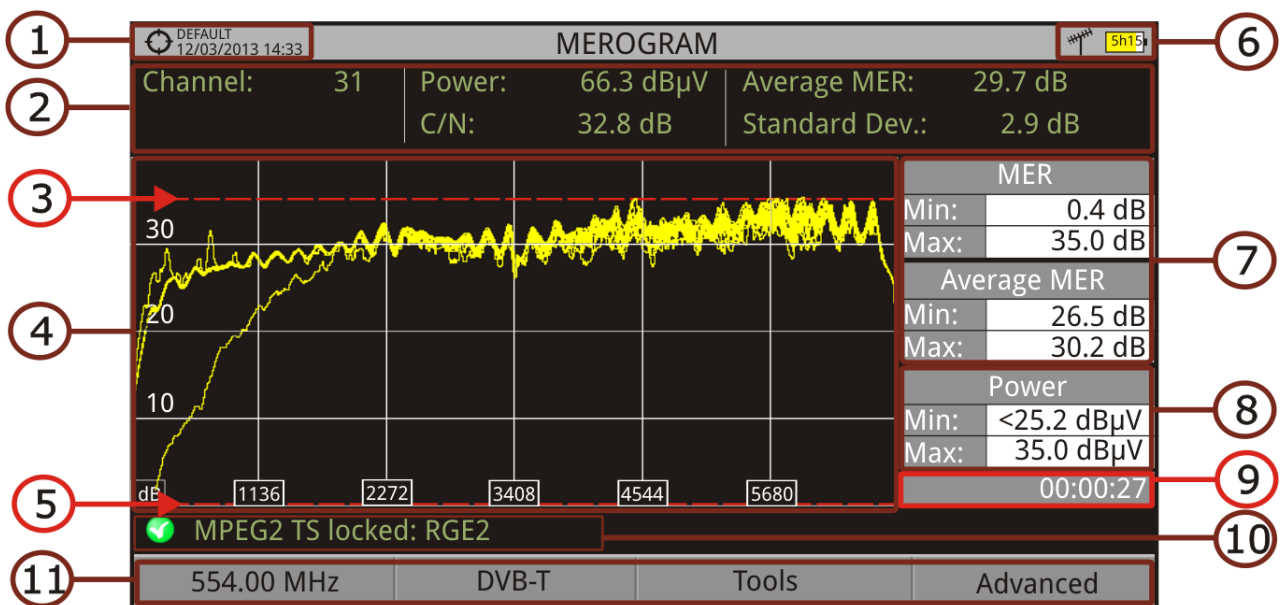 1
DEFAULT
12/03/2013 14:33
MEROGRAM
5h15
6
2
Channel: 31 Power: 66.3 dBµV Average MER: 29.7 dB
C/N: 32.8 dB Standard Dev.: 2.9 dB
3
30
20
10
dB 1136 2272 3408 4544 5680
4
5
MER
Min: 0.4 dB
Max: 35.0 dB
Average MER
Min: 26.5 dB
Max: 30.2 dB
7
Power
Min: <25.2 dBµV
Max: 35.0 dBµV
8
00:00:27
9
MPEG2 TS locked: RGE2
10
11
554.00 MHz DVB-T Tools Advanced